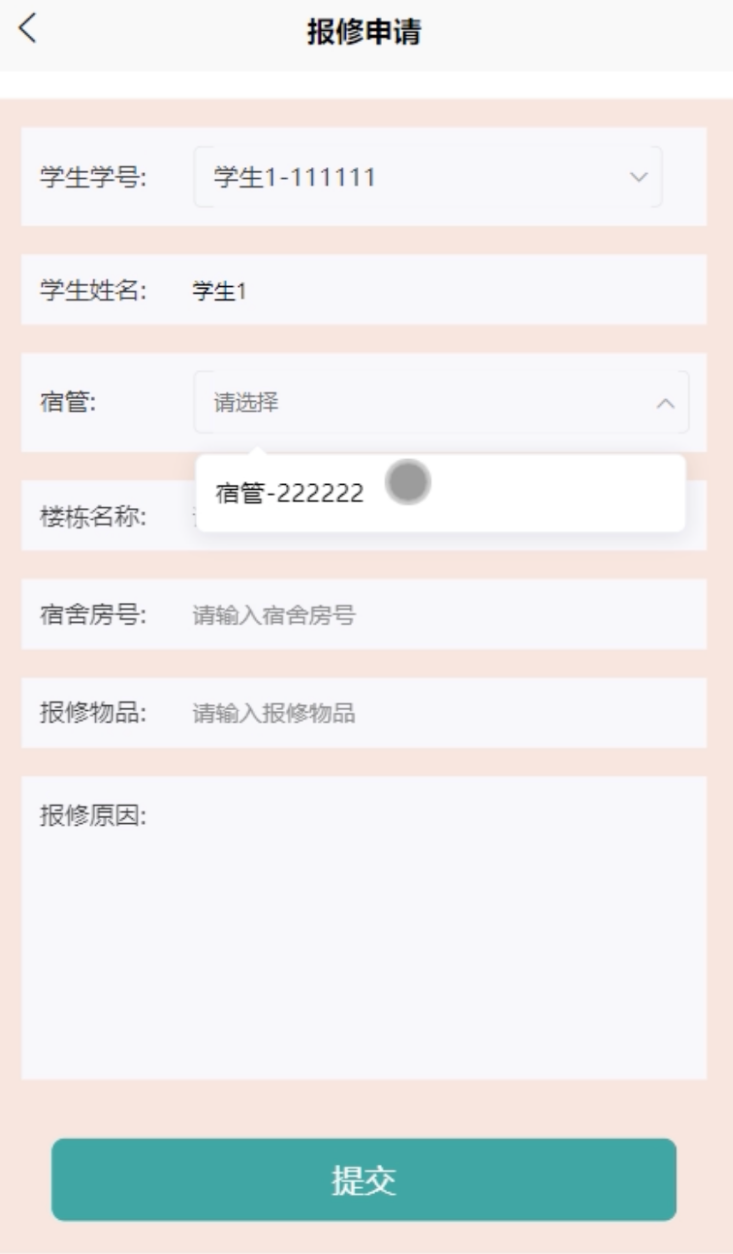 报修申请
学生学号: 学生1-111111
学生姓名: 学生1
宿管: 请选择
宿管-222222
楼栋名称:
宿舍房号: 请输入宿舍房号
报修物品: 请输入报修物品
报修原因:
提交